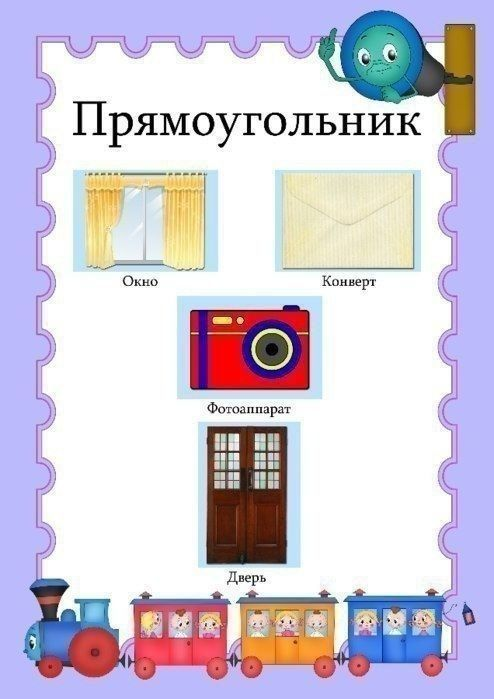 Прямоугольник
Окно
Конверт
Фотоаппарат
Дверь